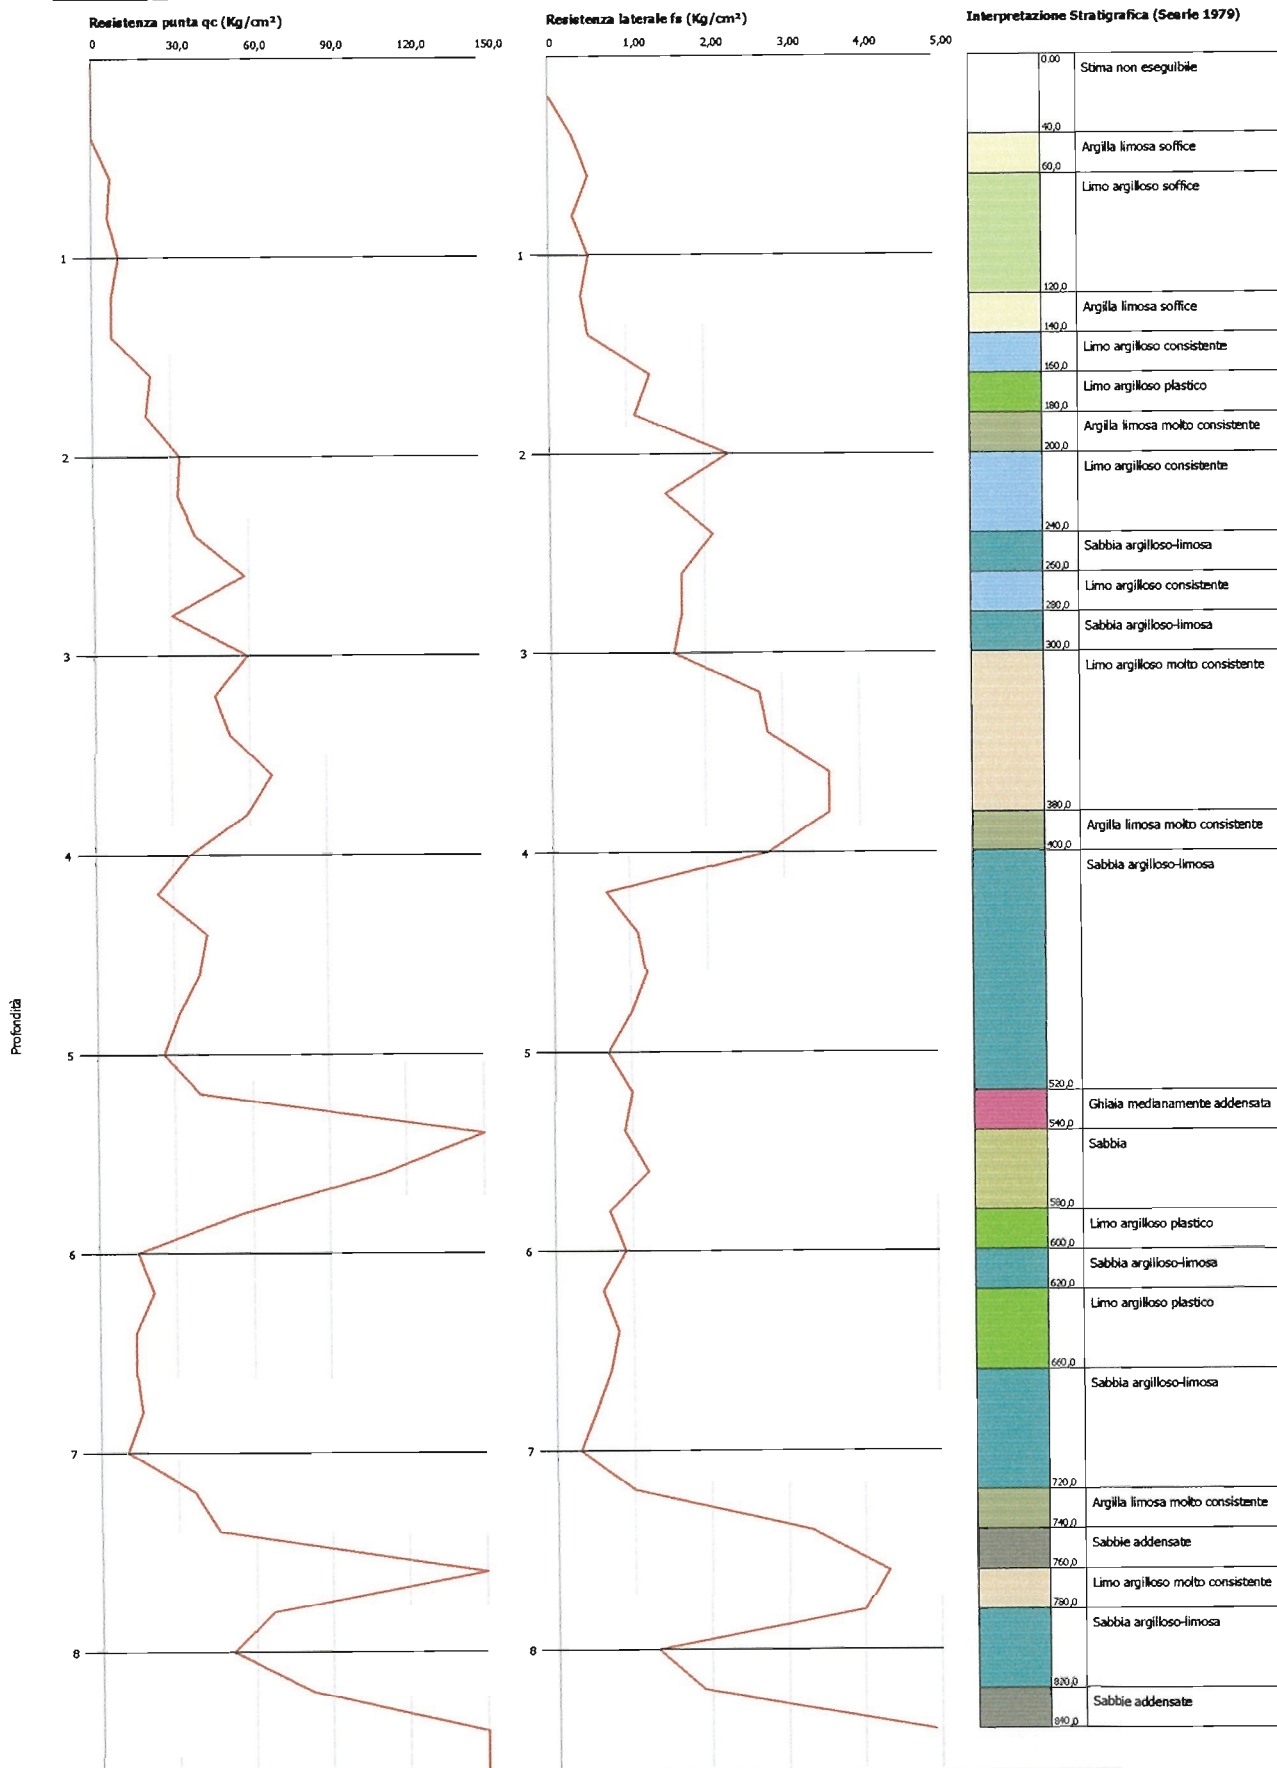 Resistenza punta qc (Kg/cm²)
0 30,0 60,0 90,0 120,0 150,0
1
2
3
4
5
6
7
8
Profondità
Resistenza laterale fs (Kg/cm²)
0 1,00 2,00 3,00 4,00 5,00
1
2
3
4
5
6
7
8
Interpretazione Stratigrafica (Searle 1979)
0,00
Stima non eseguibile
40,0
Argilla limosa soffice
60,0
Limo argilloso soffice
120,0
Argilla limosa soffice
140,0
Limo argilloso consistente
160,0
Limo argilloso plastico
180,0
Argilla limosa molto consistente
200,0
Limo argilloso consistente
240,0
Sabbia argilloso-limosa
260,0
Limo argilloso consistente
280,0
Sabbia argilloso-limosa
300,0
Limo argilloso molto consistente
380,0
Argilla limosa molto consistente
400,0
Sabbia argilloso-limosa
520,0
Ghiaia medianamente addensata
540,0
Sabbia
580,0
Limo argilloso plastico
600,0
Sabbia argilloso-limosa
620,0
Limo argilloso plastico
660,0
Sabbia argilloso-limosa
720,0
Argilla limosa molto consistente
740,0
Sabbie addensate
760,0
Limo argilloso molto consistente
780,0
Sabbia argilloso-limosa
820,0
Sabbie addensate
840,0